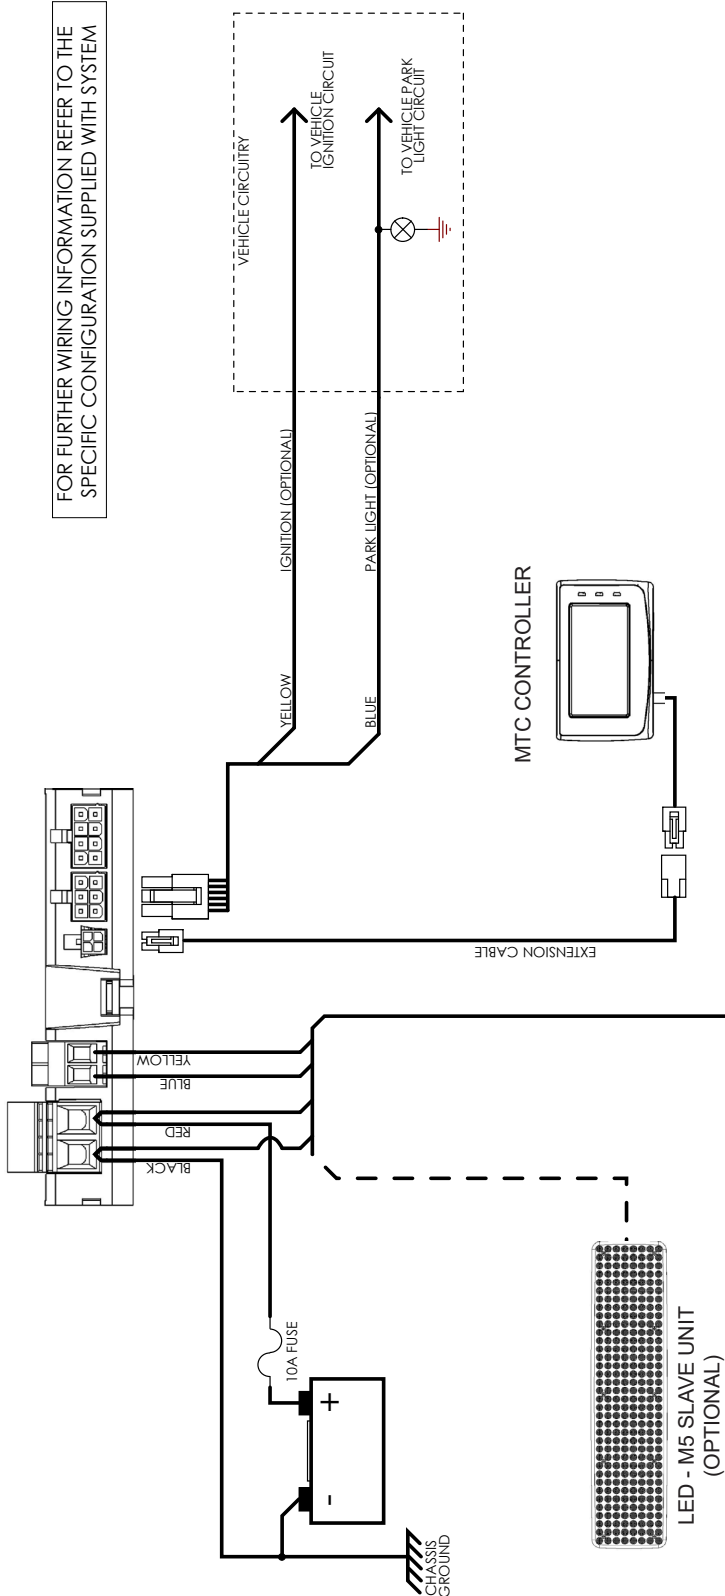 FOR FURTHER WIRING INFORMATION REFER TO THE
SPECIFIC CONFIGURATION SUPPLIED WITH SYSTEM
VEHICLE CIRCUITRY
TO VEHICLE
IGNITION CIRCUIT
TO VEHICLE PARK
LIGHT CIRCUIT
IGNITION (OPTIONAL)
PARK LIGHT (OPTIONAL)
YELLOW
BLUE
MTC CONTROLLER
EXTENSION CABLE
YELLOW
BLUE
RED
BLACK
10A FUSE
+
-
CHASSIS
GROUND
LED - M5 SLAVE UNIT
(OPTIONAL)